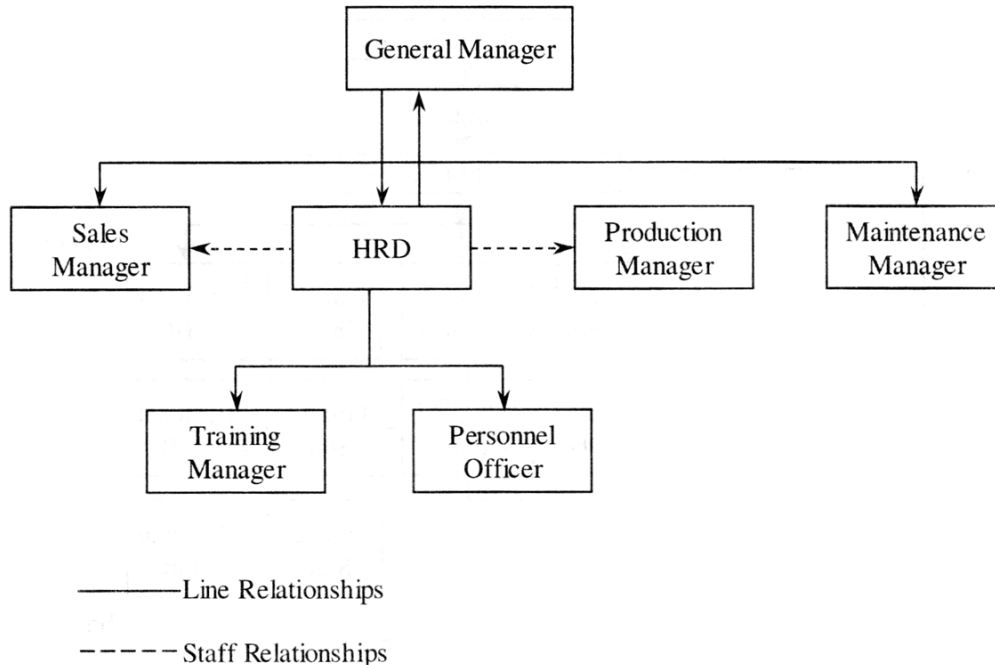 General Manager
Sales
Manager
HRD
Production
Manager
Maintenance
Manager
Training
Manager
Personnel
Officer
Line Relationships
Staff Relationships